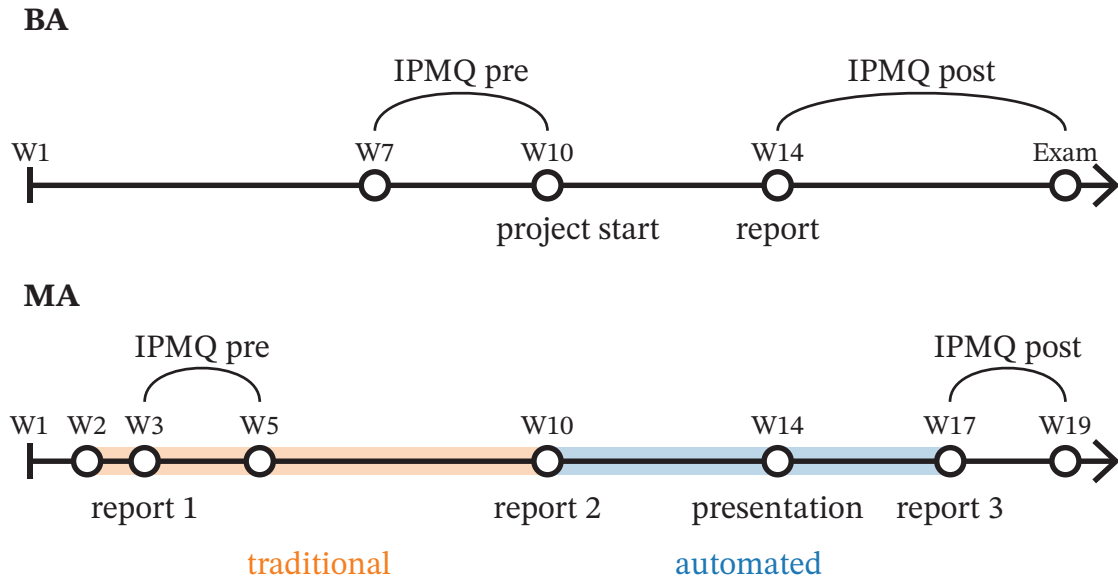 BA
IPMQ pre IPMQ post
W1 W7 W10 W14 Exam
project start report
MA
IPMQ pre IPMQ post
W1 W2 W3 W5 W10 W14 W17 W19
report 1 report 2 presentation report 3
traditional automated